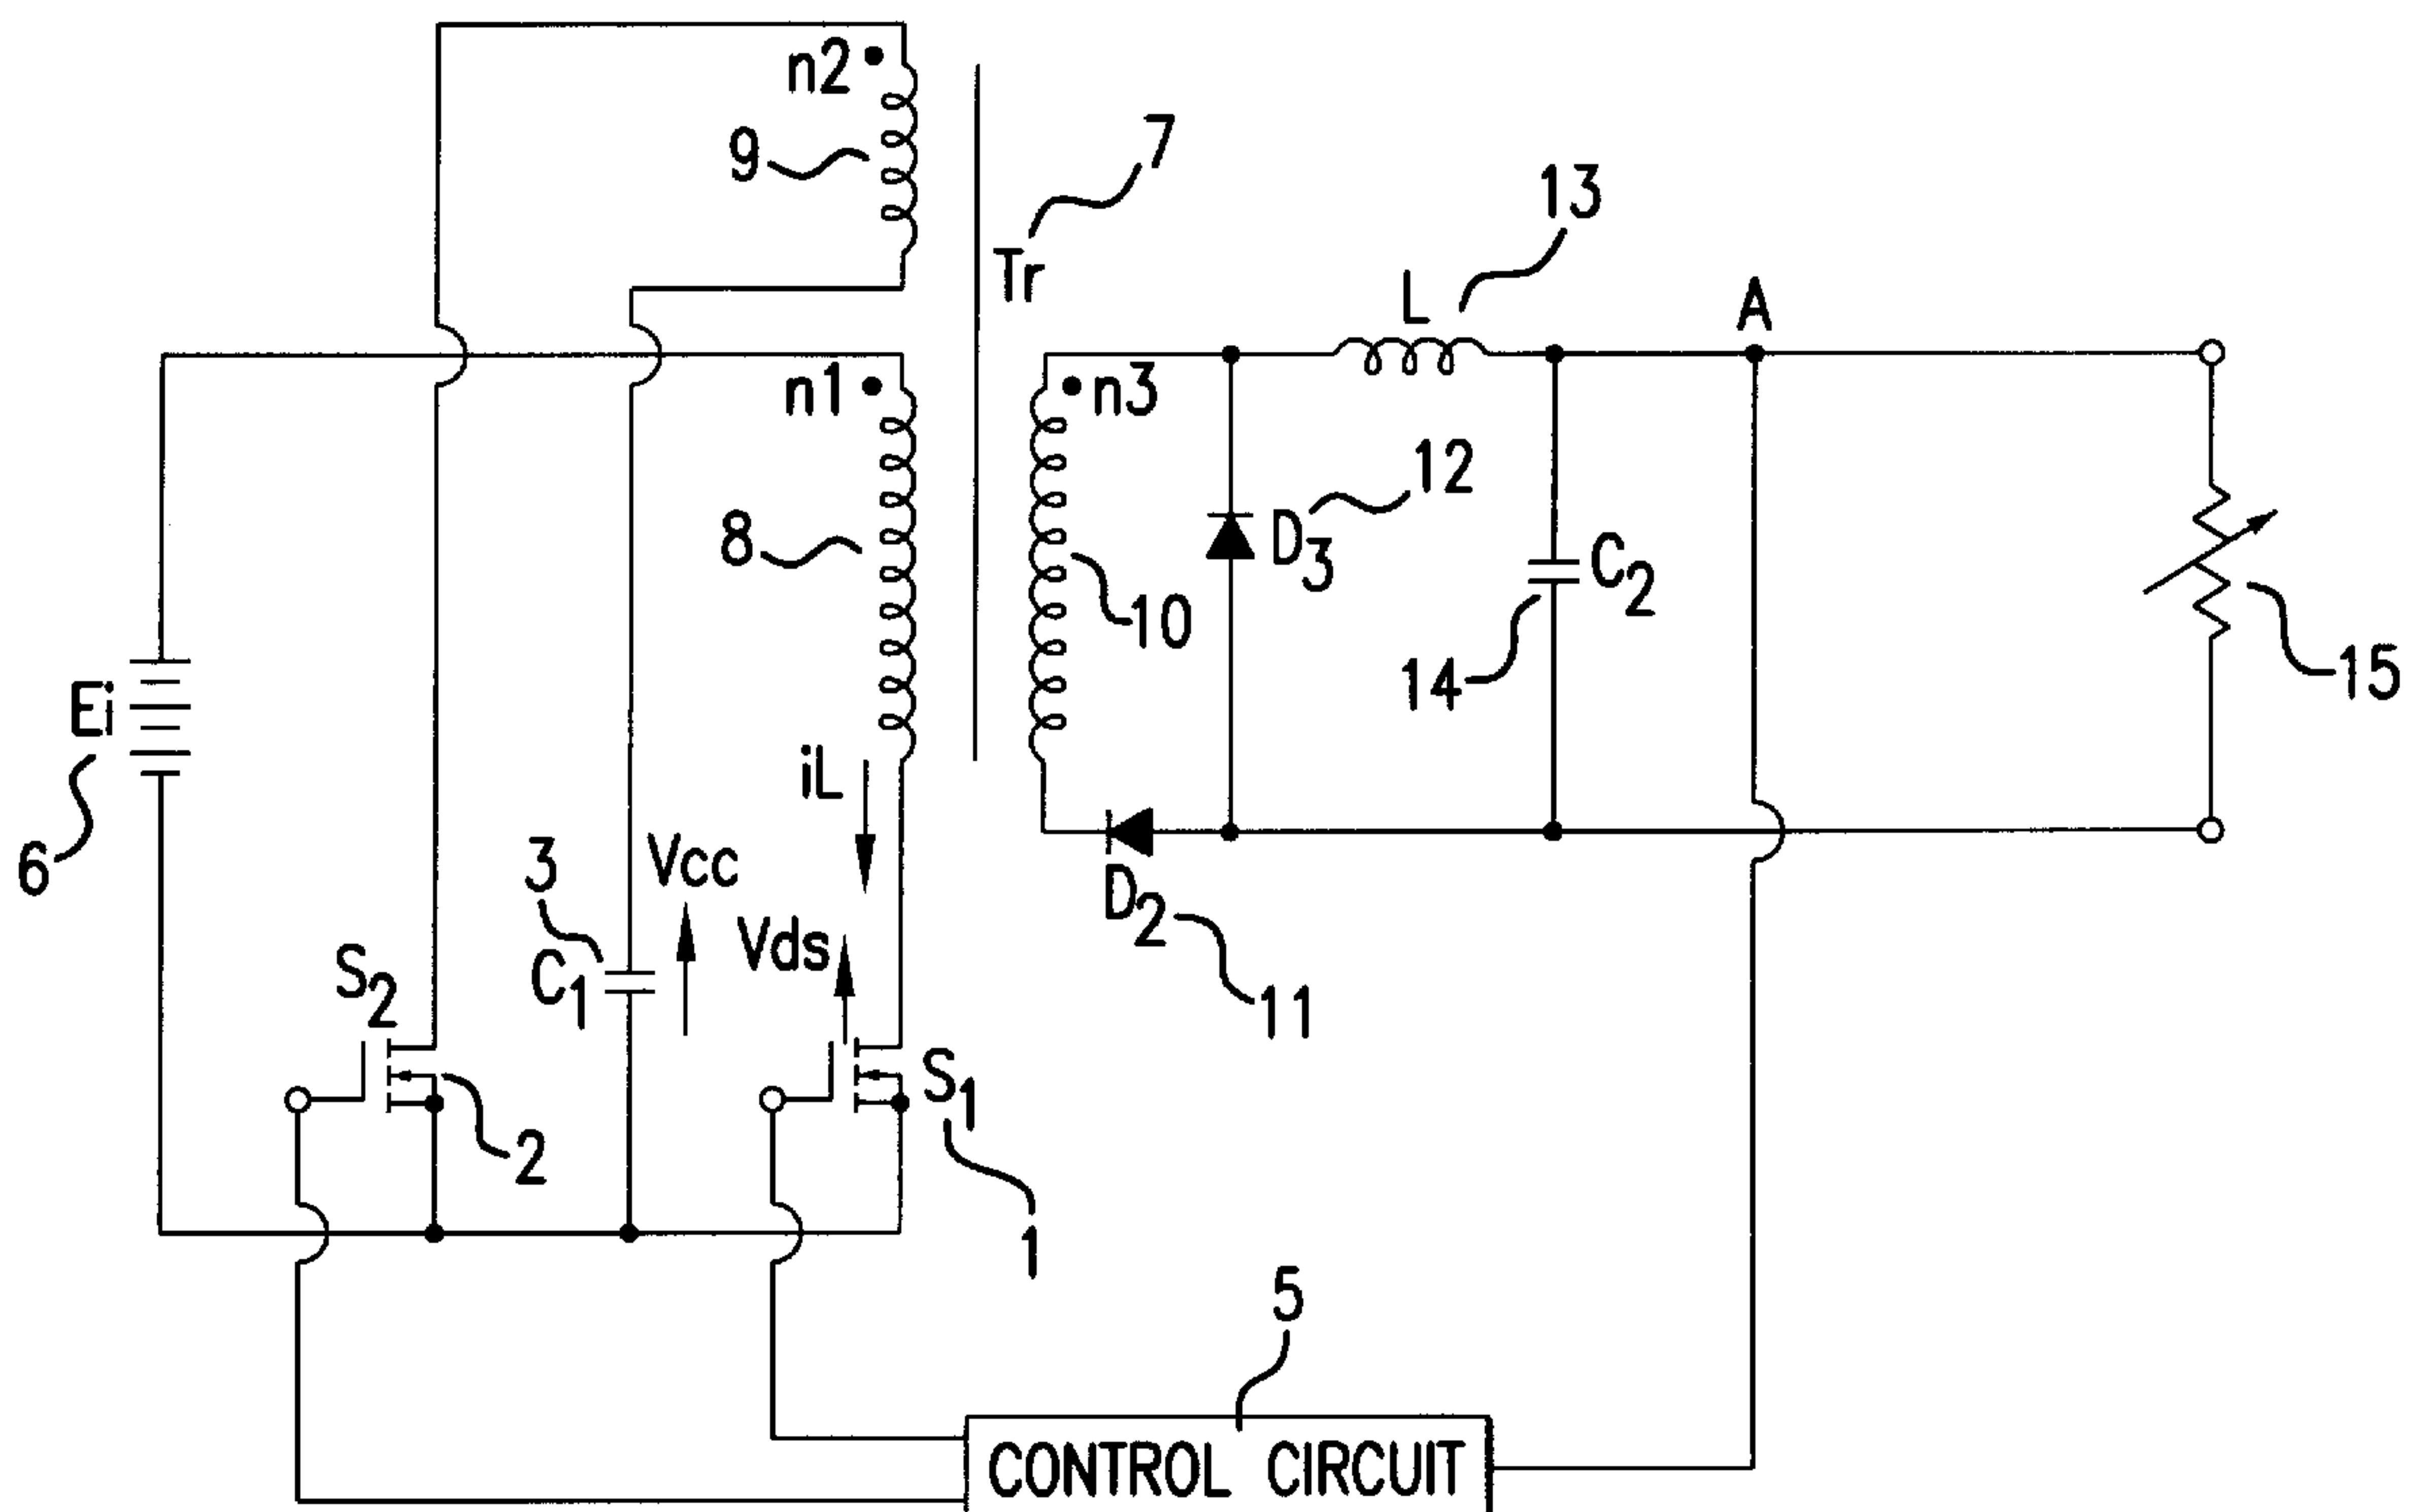 n2
9
7
Tr
13
L
A
n1
n3
12
D3
8
10
C2
14
15
Ei
6
iL
3
Vcc
Vds
D2
11
S2
C1
S1
2
1
5
CONTROL CIRCUIT